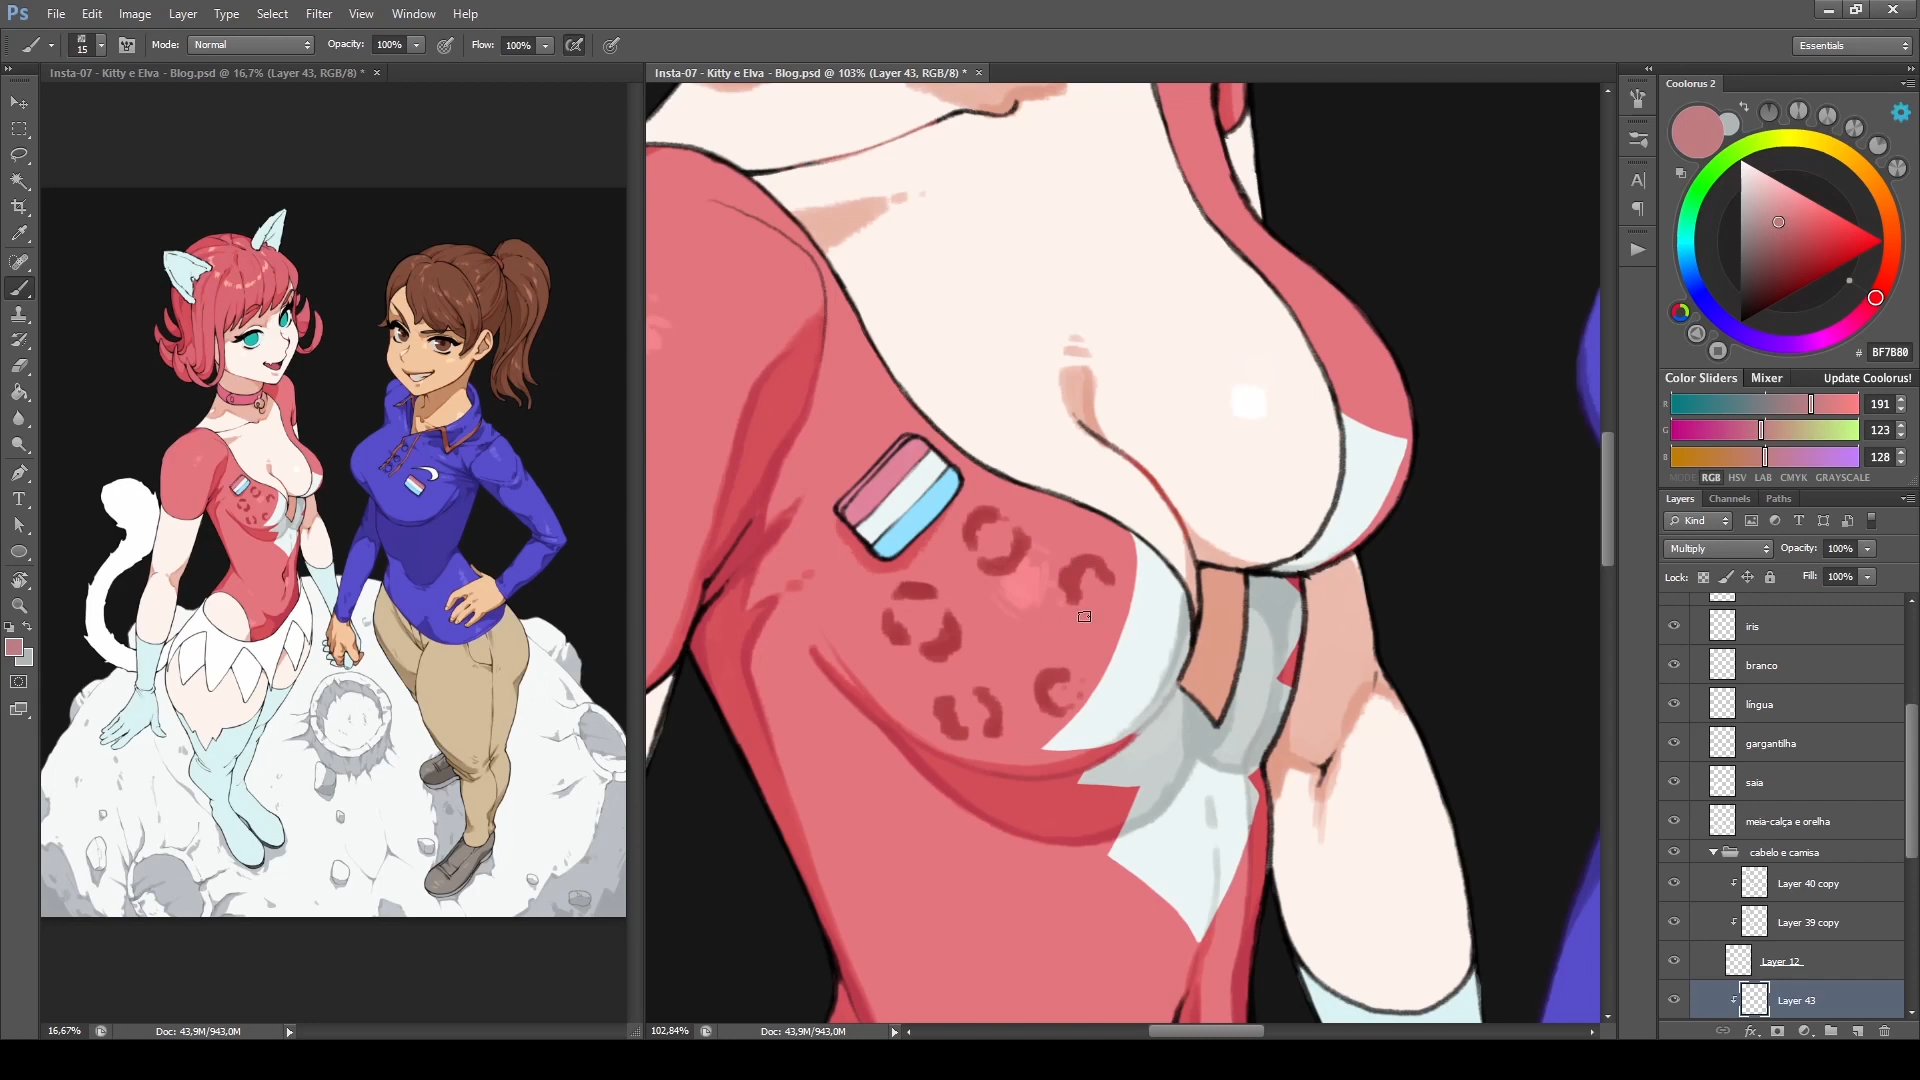 Ps File Edit Image Layer Type Select Filter View Window Help
15 Mode: Normal Opacity: 100% Flow: 100% Essentials
Insta-07 - Kitty e Elva - Blog.psd @ 16,7% (Layer 43, RGB/8) * ×
Insta-07 - Kitty e Elva - Blog.psd @ 103% (Layer 43, RGB/8) * ×
Coolorus 2
# BF7B80
Color Sliders Mixer Update Coolorus!
R 191
G 123
B 128
MODE RGB HSV LAB CMYK GRAYSCALE
Layers Channels Paths
Kind
Multiply Opacity: 100%
Lock: Fill: 100%
iris
branco
língua
gargantilha
saia
meia-calça e orelha
cabelo e camisa
Layer 40 copy
Layer 39 copy
Layer 12
Layer 43
16,67% Doc: 43,9M/943,0M
102,84% Doc: 43,9M/943,0M